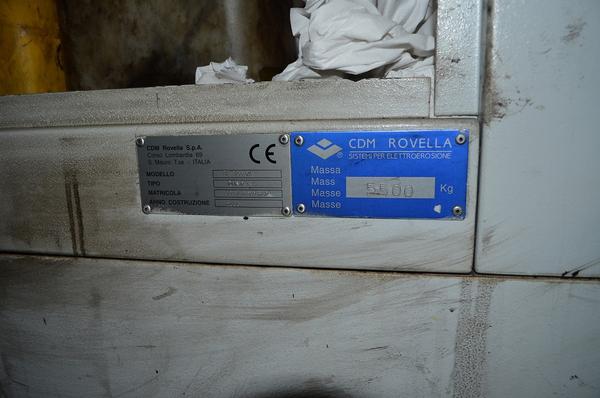 CDM Rovella S.p.A.
Corso Lombardia 69
S. Mauro T.se - ITALIA
CE
MODELLO
TIPO
MATRICOLA
ANNO COSTRUZIONE
CDM ROVELLA
SISTEMI PER ELETTROEROSIONE
Massa
Mass
Masse
Masse
5500 Kg